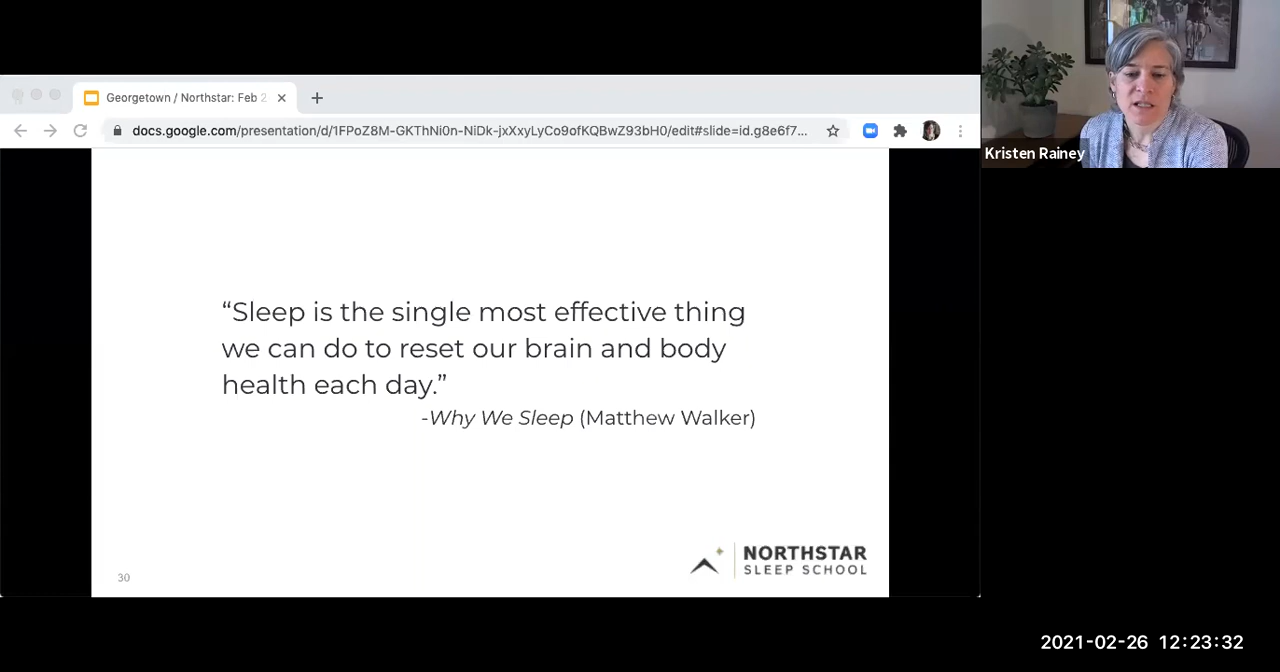 Georgetown / Northstar: Feb 2
docs.google.com/presentation/d/1FPoZ8M-GKThNi0n-NiDk-jxXxyLyCo9ofKQBwZ93bH0/edit#slide=id.g8e6f7...
Kristen Rainey
“Sleep is the single most effective thing
we can do to reset our brain and body
health each day.”
-Why We Sleep (Matthew Walker)
NORTHSTAR
SLEEP SCHOOL
30
2021-02-26 12:23:32